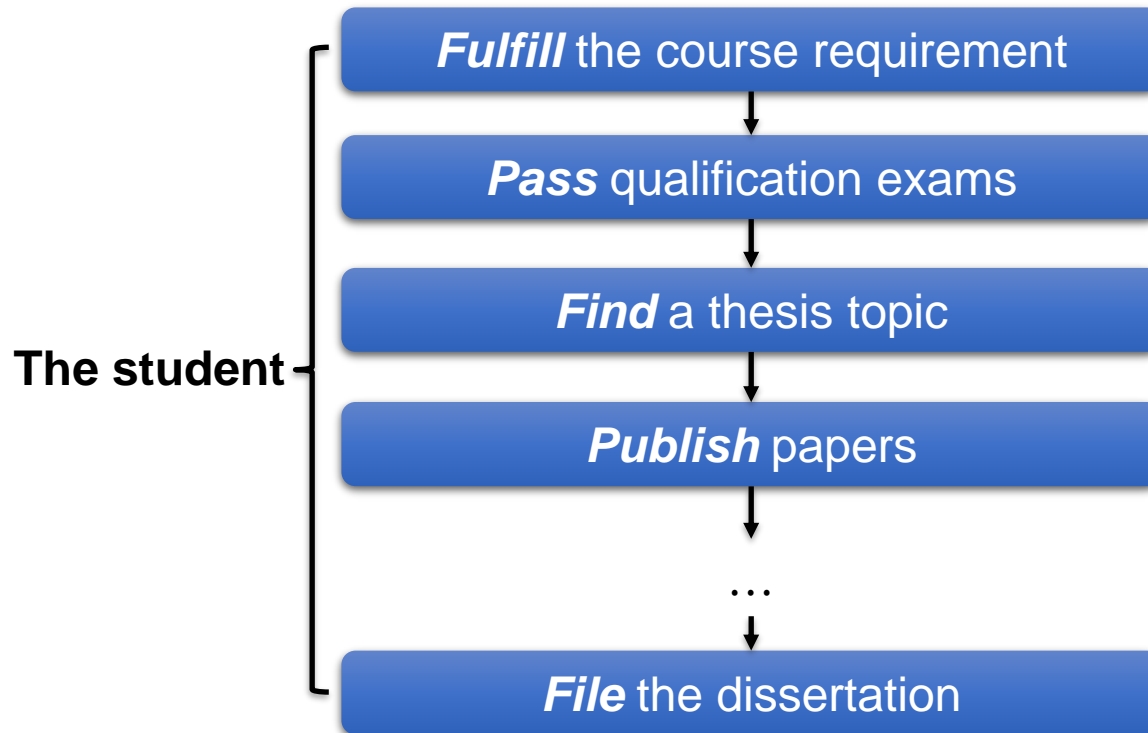 Fulfill the course requirement
Pass qualification exams
Find a thesis topic
The student
Publish papers
...
File the dissertation